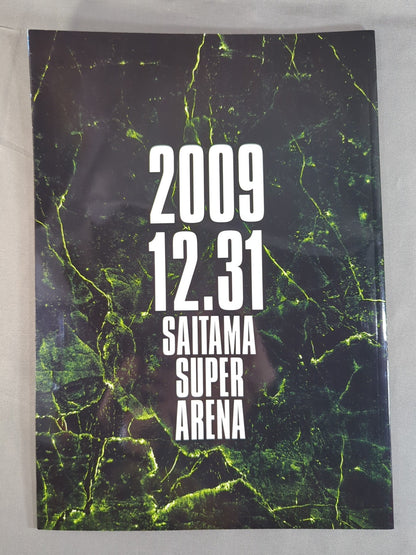 2009
12.31
SAITAMA
SUPER
ARENA